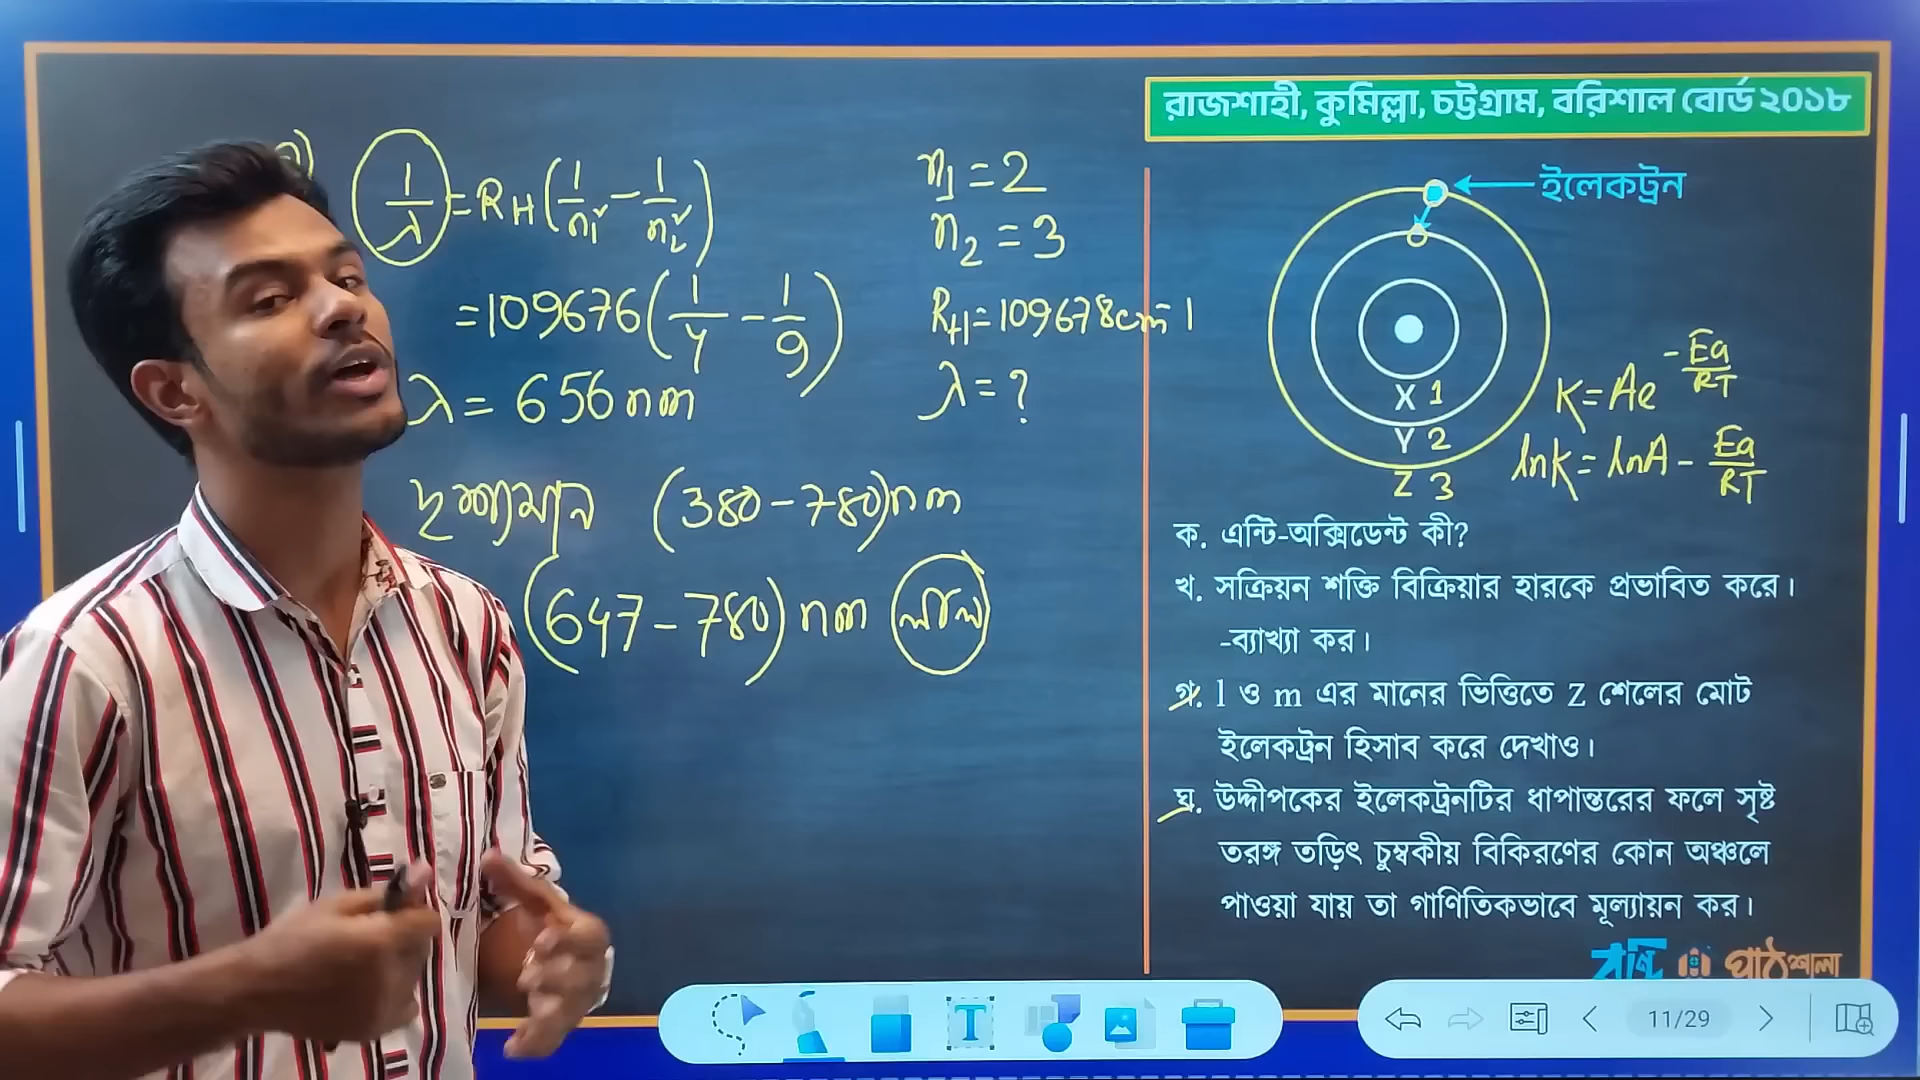 রাজশাহী, কুমিল্লা, চট্টগ্রাম, বরিশাল বোর্ড ২০১৮
1/λ = RH (1/n₁² − 1/n₂²)
= 109676 (1/4 − 1/9)
λ = 656 nm
দৃশ্যমান (380 − 780) nm
(647 − 780) nm লাল
n₁ = 2
n₂ = 3
RH = 109678 cm⁻¹
λ = ?
ইলেকট্রন
X 1
Y 2
Z 3
K = Ae^(−Ea/RT)
lnK = lnA − Ea/RT
ক. এন্টি-অক্সিডেন্ট কী?
খ. সক্রিয়ন শক্তি বিক্রিয়ার হারকে প্রভাবিত করে।
-ব্যাখ্যা কর।
গ. l ও m এর মানের ভিত্তিতে Z শেলের মোট
ইলেকট্রন হিসাব করে দেখাও।
ঘ. উদ্দীপকের ইলেকট্রনটির ধাপান্তরের ফলে সৃষ্ট
তরঙ্গ তড়িৎ চুম্বকীয় বিকিরণের কোন অঞ্চলে
পাওয়া যায় তা গাণিতিকভাবে মূল্যায়ন কর।
পাঠশালা
T
11/29